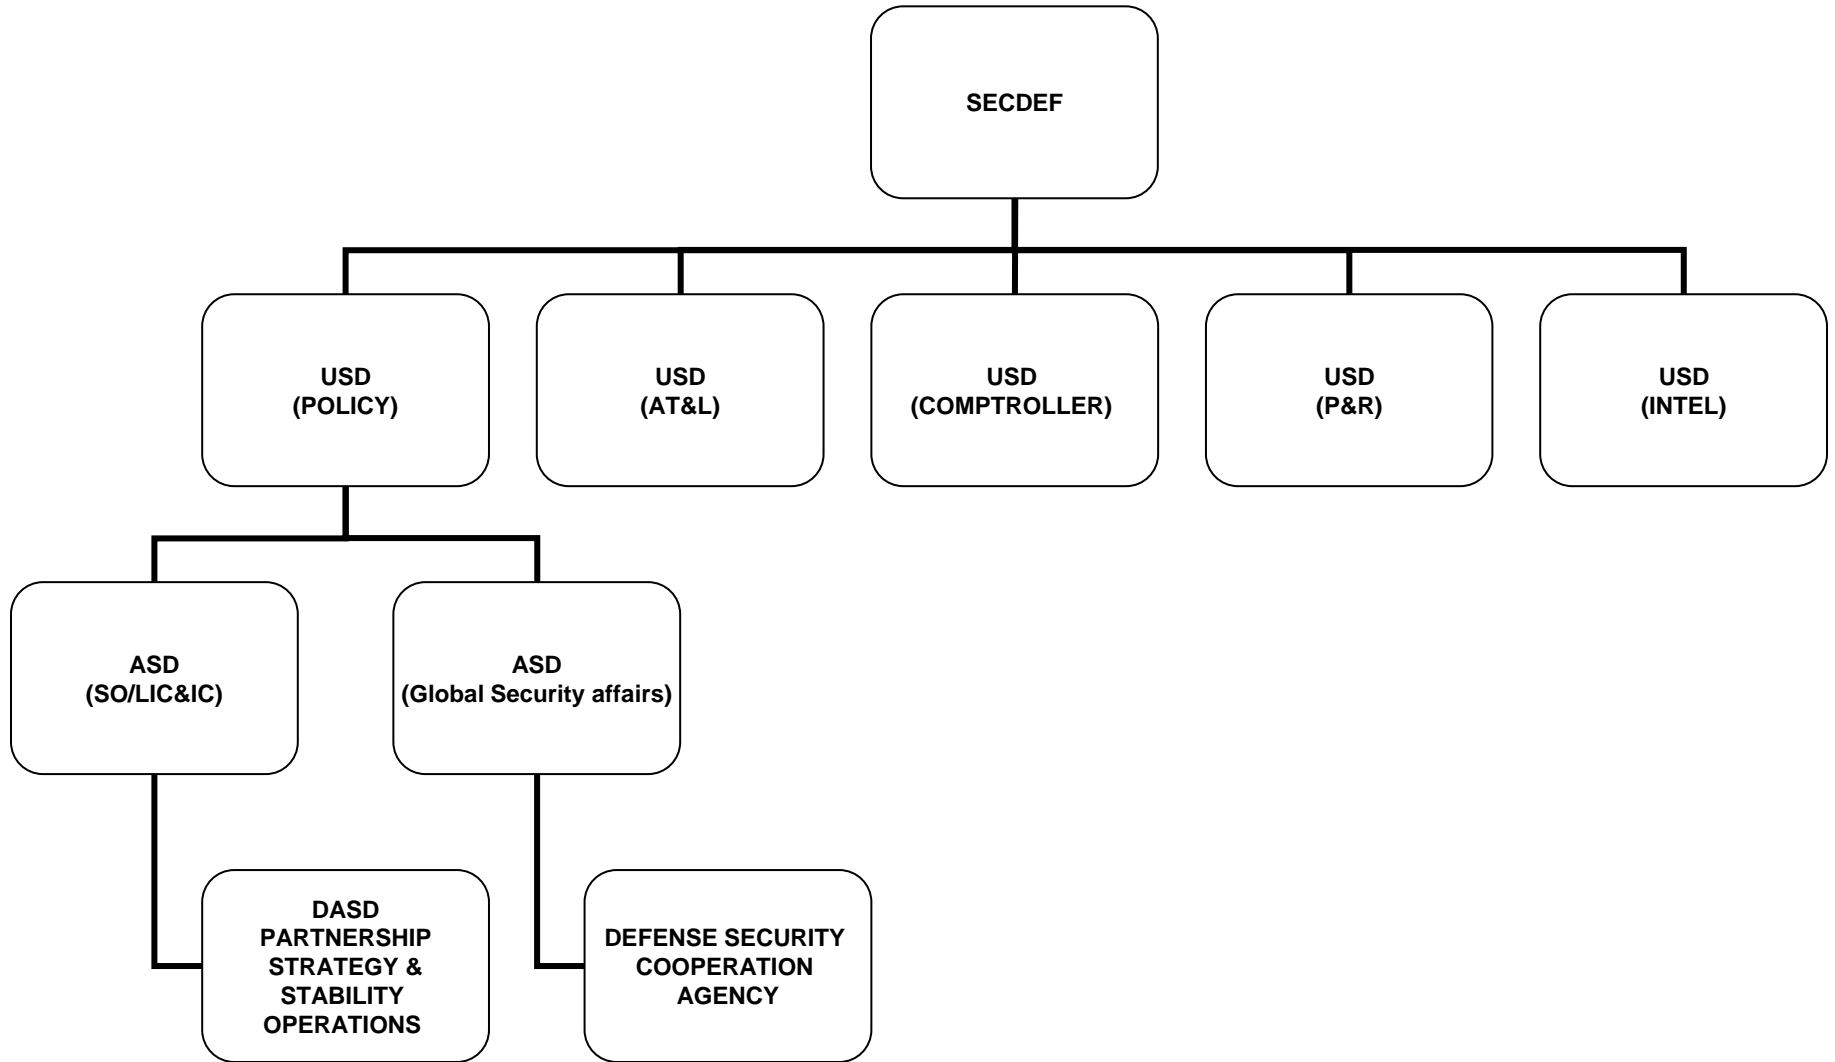 SECDEF
USD
(POLICY)
USD
(AT&L)
USD
(COMPTROLLER)
USD
(P&R)
USD
(INTEL)
ASD
(SO/LIC&IC)
ASD
(Global Security affairs)
DASD
PARTNERSHIP
STRATEGY &
STABILITY
OPERATIONS
DEFENSE SECURITY
COOPERATION
AGENCY